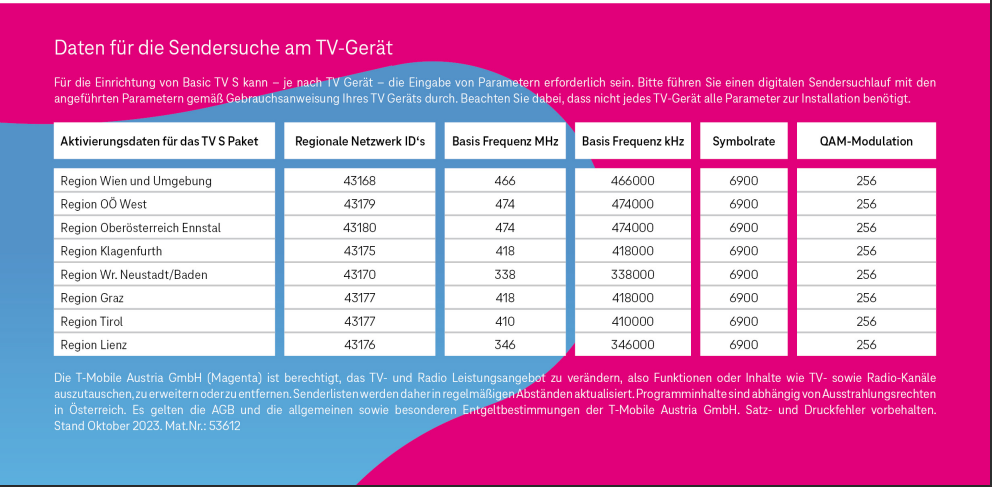 Daten für die Sendersuche am TV-Gerät
Für die Einrichtung von Basic TV S kann – je nach TV Gerät – die Eingabe von Parametern erforderlich sein. Bitte führen Sie einen digitalen Sendersuchlauf mit den
angeführten Parametern gemäß Gebrauchsanweisung Ihres TV Geräts durch. Beachten Sie dabei, dass nicht jedes TV-Gerät alle Parameter zur Installation benötigt.
Aktivierungsdaten für das TV S Paket Regionale Netzwerk ID's Basis Frequenz MHz Basis Frequenz kHz Symbolrate QAM-Modulation
Region Wien und Umgebung 43168 466 466000 6900 256
Region OÖ West 43179 474 474000 6900 256
Region Oberösterreich Ennstal 43180 474 474000 6900 256
Region Klagenfurth 43175 418 418000 6900 256
Region Wr. Neustadt/Baden 43170 338 338000 6900 256
Region Graz 43177 418 418000 6900 256
Region Tirol 43177 410 410000 6900 256
Region Lienz 43176 346 346000 6900 256
Die T-Mobile Austria GmbH (Magenta) ist berechtigt, das TV- und Radio Leistungsangebot zu verändern, also Funktionen oder Inhalte wie TV- sowie Radio-Kanäle
auszutauschen, zu erweitern oder zu entfernen. Senderlisten werden daher in regelmäßigen Abständen aktualisiert. Programminhalte sind abhängig von Ausstrahlungsrechten
in Österreich. Es gelten die AGB und die allgemeinen sowie besonderen Entgeltbestimmungen der T-Mobile Austria GmbH. Satz- und Druckfehler vorbehalten.
Stand Oktober 2023. Mat.Nr.: 53612